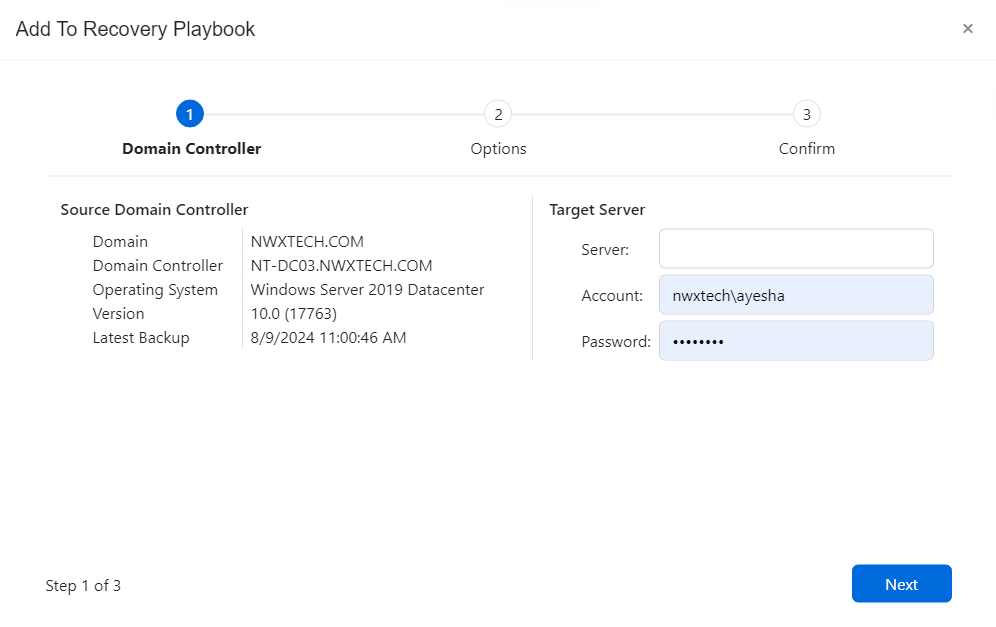 Add To Recovery Playbook ×
1 2 3
Domain Controller Options Confirm
Source Domain Controller
Domain NWXTECH.COM
Domain Controller NT-DC03.NWXTECH.COM
Operating System Windows Server 2019 Datacenter
Version 10.0 (17763)
Latest Backup 8/9/2024 11:00:46 AM
Target Server
Server:
Account: nwxtech\ayesha
Password: ••••••••
Step 1 of 3
Next